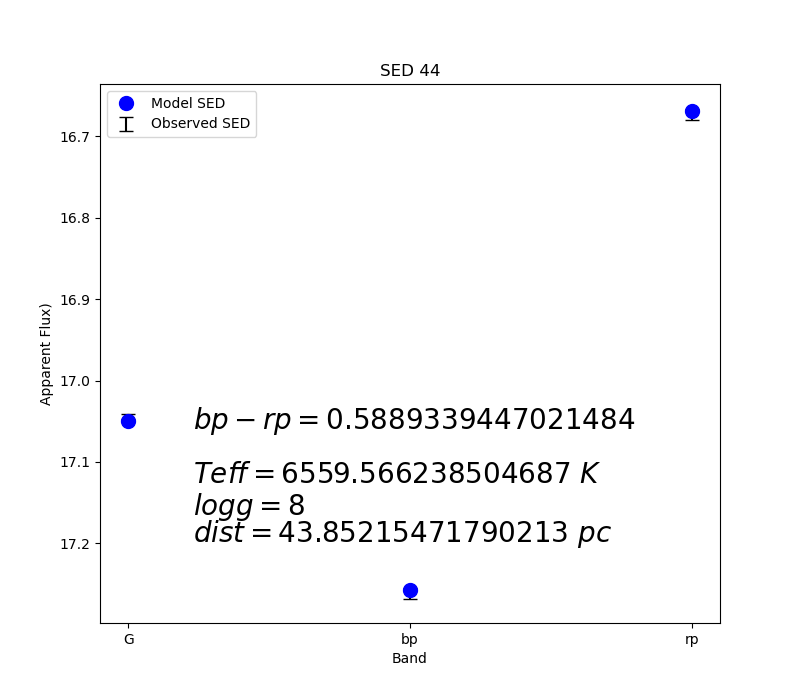 SED 44
Model SED
Observed SED
16.7
16.8
16.9
17.0
17.1
17.2
Apparent Flux)
bp − rp = 0.5889339447021484
Teff = 6559.566238504687 K
logg = 8
dist = 43.85215471790213 pc
G bp rp
Band